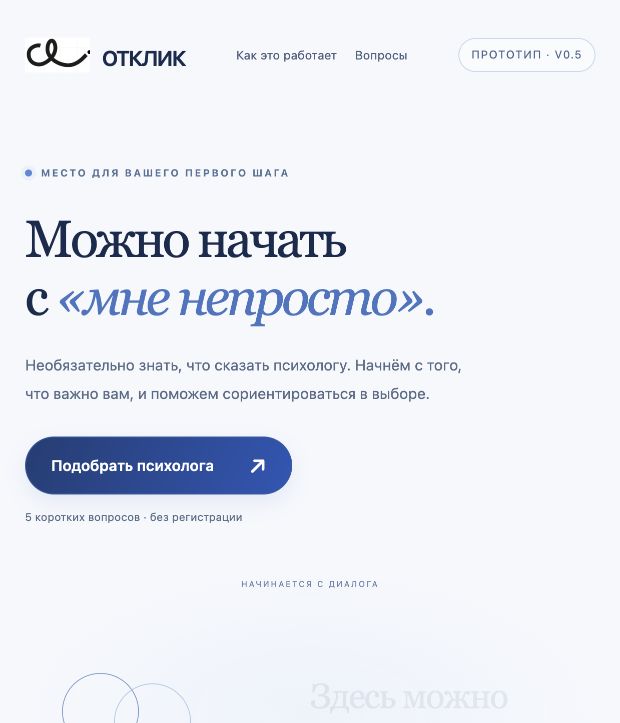 ОТКЛИК
Как это работает
Вопросы
ПРОТОТИП · V0.5
МЕСТО ДЛЯ ВАШЕГО ПЕРВОГО ШАГА
Можно начать
с «мне непросто».
Необязательно знать, что сказать психологу. Начнём с того,
что важно вам, и поможем сориентироваться в выборе.
Подобрать психолога
5 коротких вопросов · без регистрации
НАЧИНАЕТСЯ С ДИАЛОГА
Здесь можно